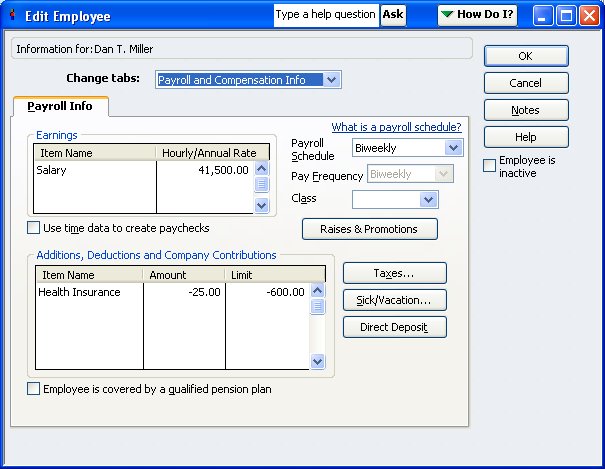 Edit Employee
Type a help question
Ask
How Do I?
Information for: Dan T. Miller
Change tabs: Payroll and Compensation Info
OK
Cancel
Notes
Help
Employee is
inactive
Payroll Info
What is a payroll schedule?
Earnings
Item Name Hourly/Annual Rate
Salary 41,500.00
Use time data to create paychecks
Payroll
Schedule
Biweekly
Pay Frequency Biweekly
Class
Raises & Promotions
Additions, Deductions and Company Contributions
Item Name Amount Limit
Health Insurance -25.00 -600.00
Taxes...
Sick/Vacation...
Direct Deposit
Employee is covered by a qualified pension plan